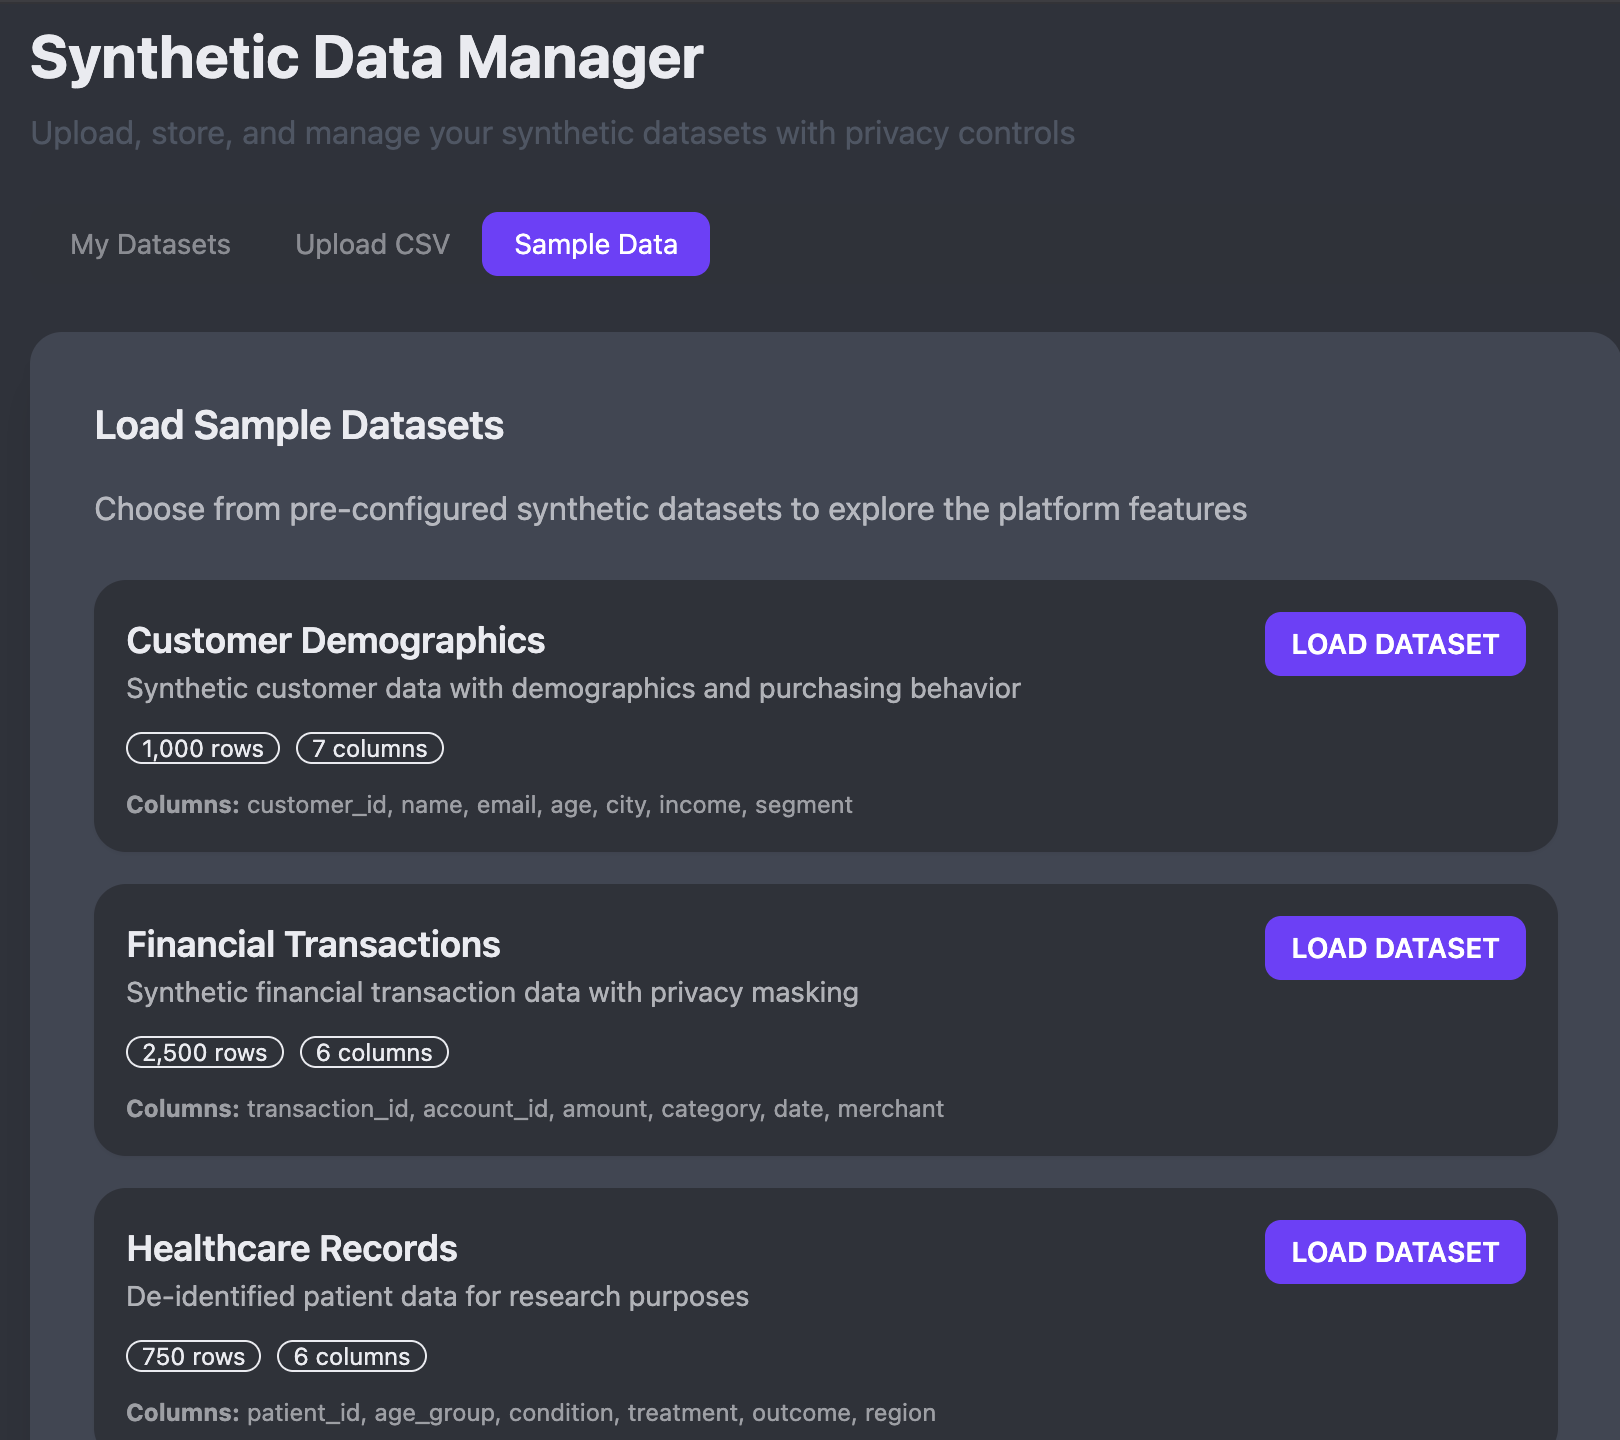 Synthetic Data Manager
Upload, store, and manage your synthetic datasets with privacy controls
My Datasets Upload CSV Sample Data
Load Sample Datasets
Choose from pre-configured synthetic datasets to explore the platform features
Customer Demographics LOAD DATASET
Synthetic customer data with demographics and purchasing behavior
1,000 rows 7 columns
Columns: customer_id, name, email, age, city, income, segment
Financial Transactions LOAD DATASET
Synthetic financial transaction data with privacy masking
2,500 rows 6 columns
Columns: transaction_id, account_id, amount, category, date, merchant
Healthcare Records LOAD DATASET
De-identified patient data for research purposes
750 rows 6 columns
Columns: patient_id, age_group, condition, treatment, outcome, region